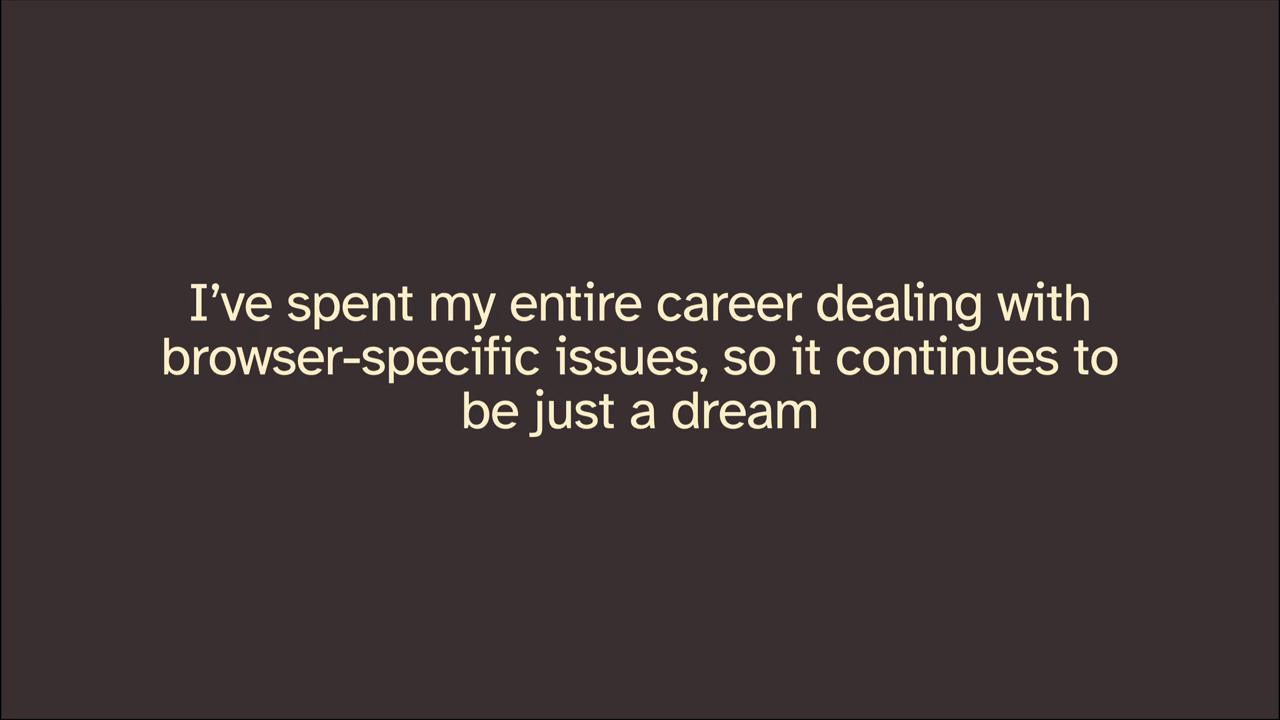 I’ve spent my entire career dealing with
browser-specific issues, so it continues to
be just a dream